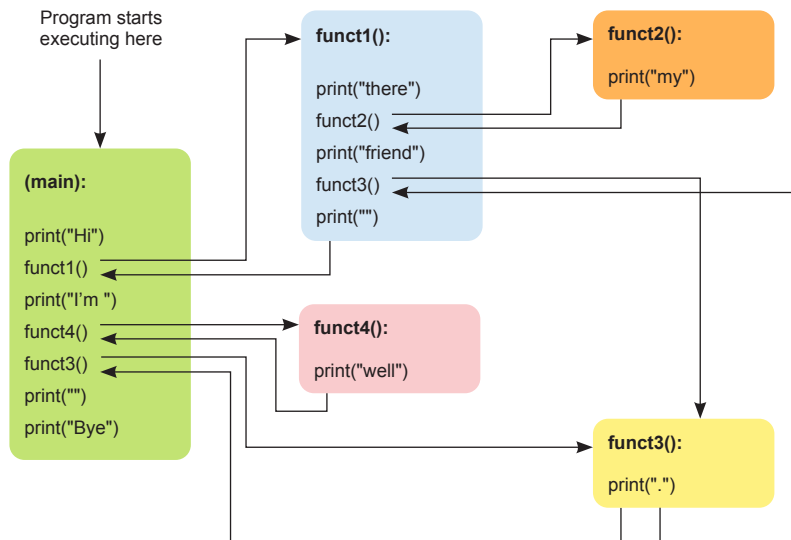 Program starts
executing here
(main):
print("Hi")
funct1()
print("I’m ")
funct4()
funct3()
print("")
print("Bye")
funct1():
print("there")
funct2()
print("friend")
funct3()
print("")
funct2():
print("my")
funct4():
print("well")
funct3():
print(".")